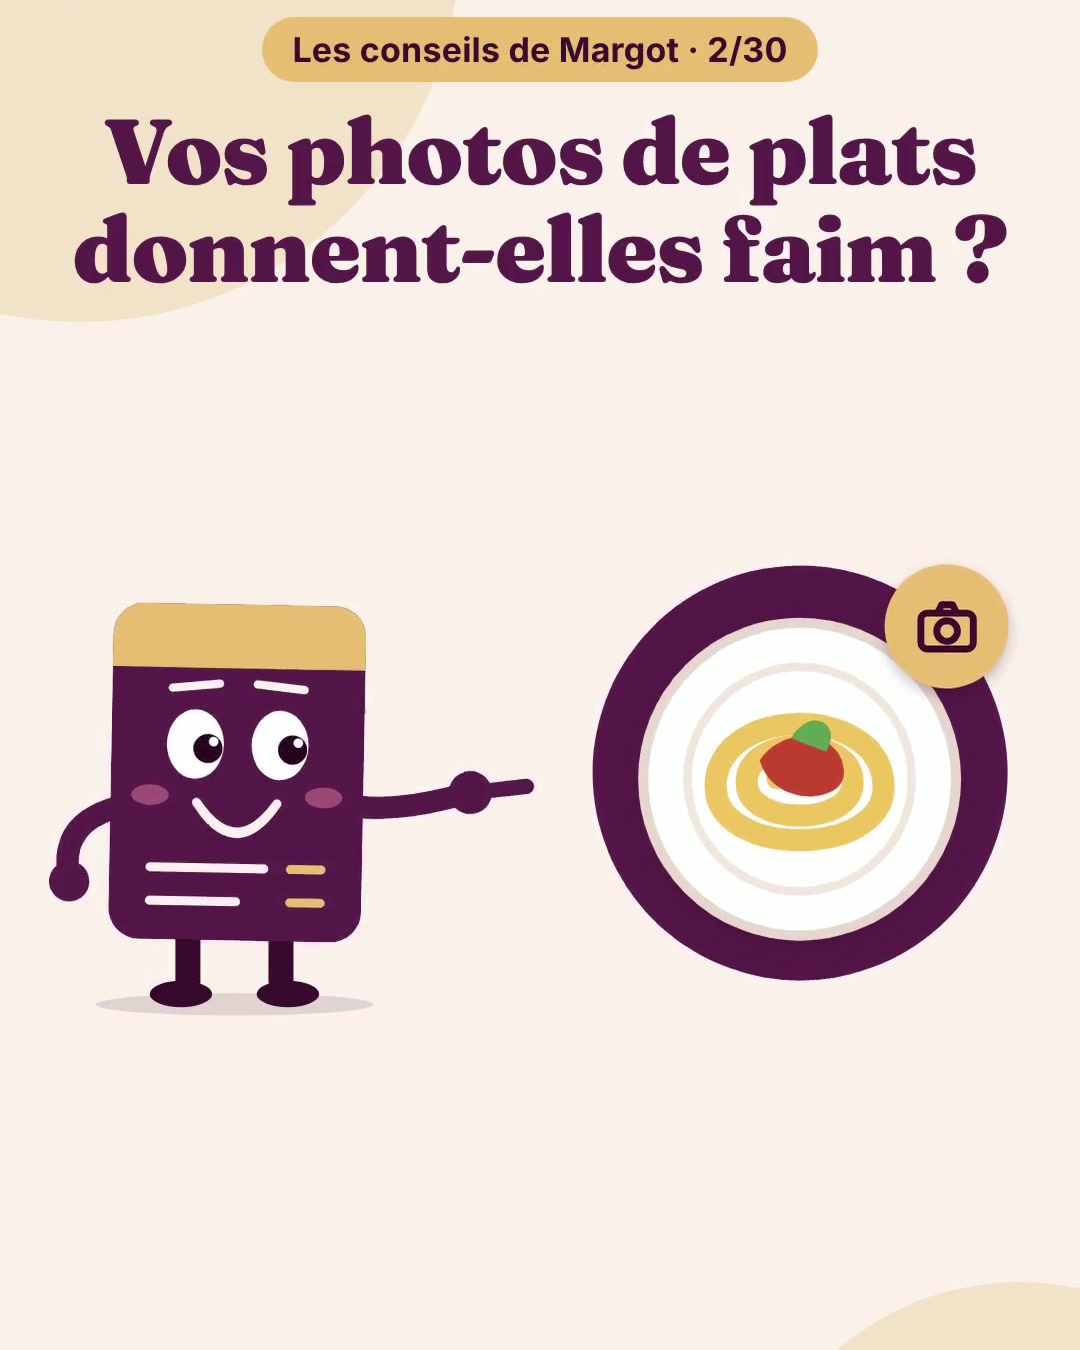 Les conseils de Margot · 2/30
Vos photos de plats
donnent-elles faim ?